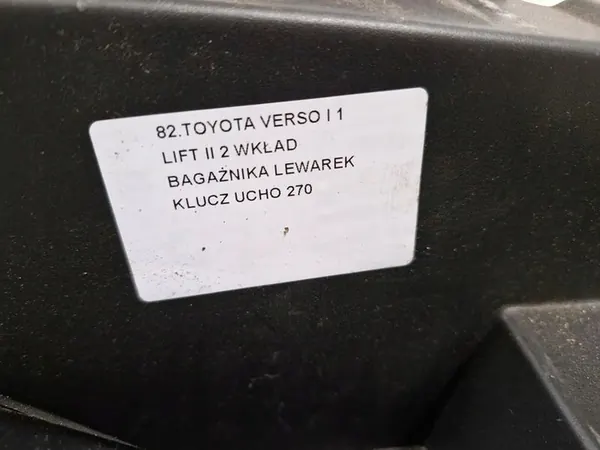 82.TOYOTA VERSO I 1
LIFT II 2 WKŁAD
BAGAŻNIKA LEWAREK
KLUCZ UCHO 270